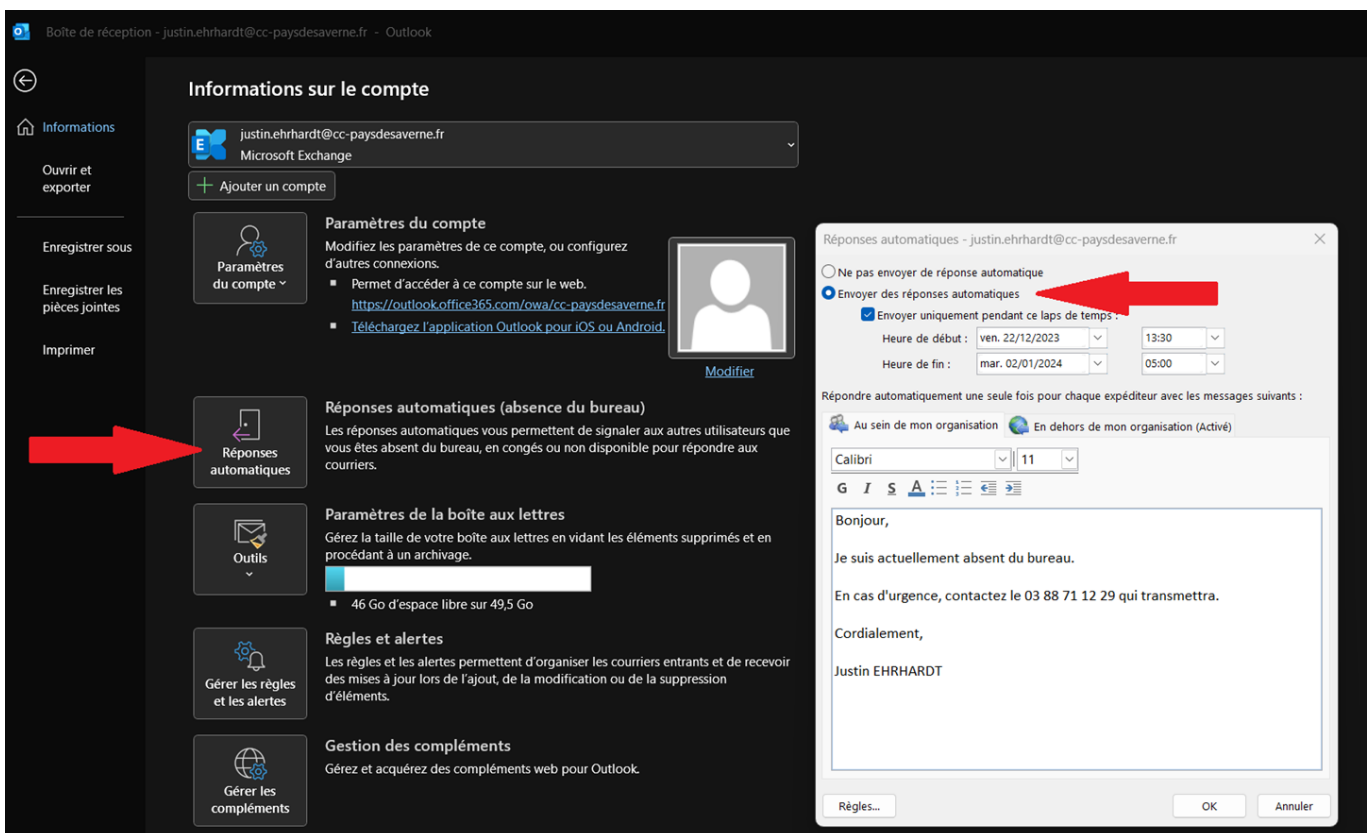 Boîte de réception - justin.ehrhardt@cc-paysdesaverne.fr - Outlook
Informations
Ouvrir et
exporter
Enregistrer sous
Enregistrer les
pièces jointes
Imprimer
Informations sur le compte
justin.ehrhardt@cc-paysdesaverne.fr
Microsoft Exchange
Ajouter un compte
Paramètres
du compte
Paramètres du compte
Modifiez les paramètres de ce compte, ou configurez
d'autres connexions.
Permet d'accéder à ce compte sur le web.
https://outlook.office365.com/owa/cc-paysdesaverne.fr
Téléchargez l'application Outlook pour iOS ou Android.
Modifier
Réponses
automatiques
Réponses automatiques (absence du bureau)
Les réponses automatiques vous permettent de signaler aux autres utilisateurs que
vous êtes absent du bureau, en congés ou non disponible pour répondre aux
courriers.
Outils
Paramètres de la boîte aux lettres
Gérez la taille de votre boîte aux lettres en vidant les éléments supprimés et en
procédant à un archivage.
46 Go d'espace libre sur 49,5 Go
Gérer les règles
et les alertes
Règles et alertes
Les règles et les alertes permettent d'organiser les courriers entrants et de recevoir
des mises à jour lors de l'ajout, de la modification ou de la suppression
d'éléments.
Gérer les
compléments
Gestion des compléments
Gérez et acquérez des compléments web pour Outlook.
Réponses automatiques - justin.ehrhardt@cc-paysdesaverne.fr
Ne pas envoyer de réponse automatique
Envoyer des réponses automatiques
Envoyer uniquement pendant ce laps de temps :
Heure de début : ven. 22/12/2023 13:30
Heure de fin : mar. 02/01/2024 05:00
Répondre automatiquement une seule fois pour chaque expéditeur avec les messages suivants :
Au sein de mon organisation En dehors de mon organisation (Activé)
Calibri 11
G I S A
Bonjour,
Je suis actuellement absent du bureau.
En cas d'urgence, contactez le 03 88 71 12 29 qui transmettra.
Cordialement,
Justin EHRHARDT
Règles... OK Annuler